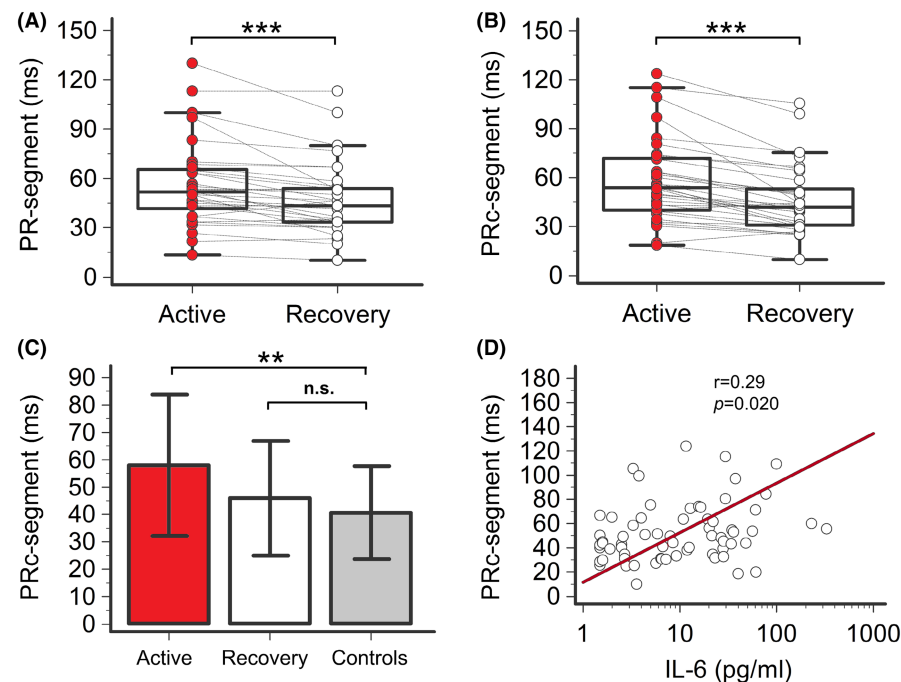 (A)
***
PR-segment (ms)
150
120
90
60
30
0
Active Recovery
(B)
***
PRc-segment (ms)
150
120
90
60
30
0
Active Recovery
(C)
**
n.s.
PRc-segment (ms)
90
80
70
60
50
40
30
20
10
0
Active Recovery Controls
(D)
r=0.29
p=0.020
PRc-segment (ms)
180
160
140
120
100
80
60
40
20
0
1 10 100 1000
IL-6 (pg/ml)